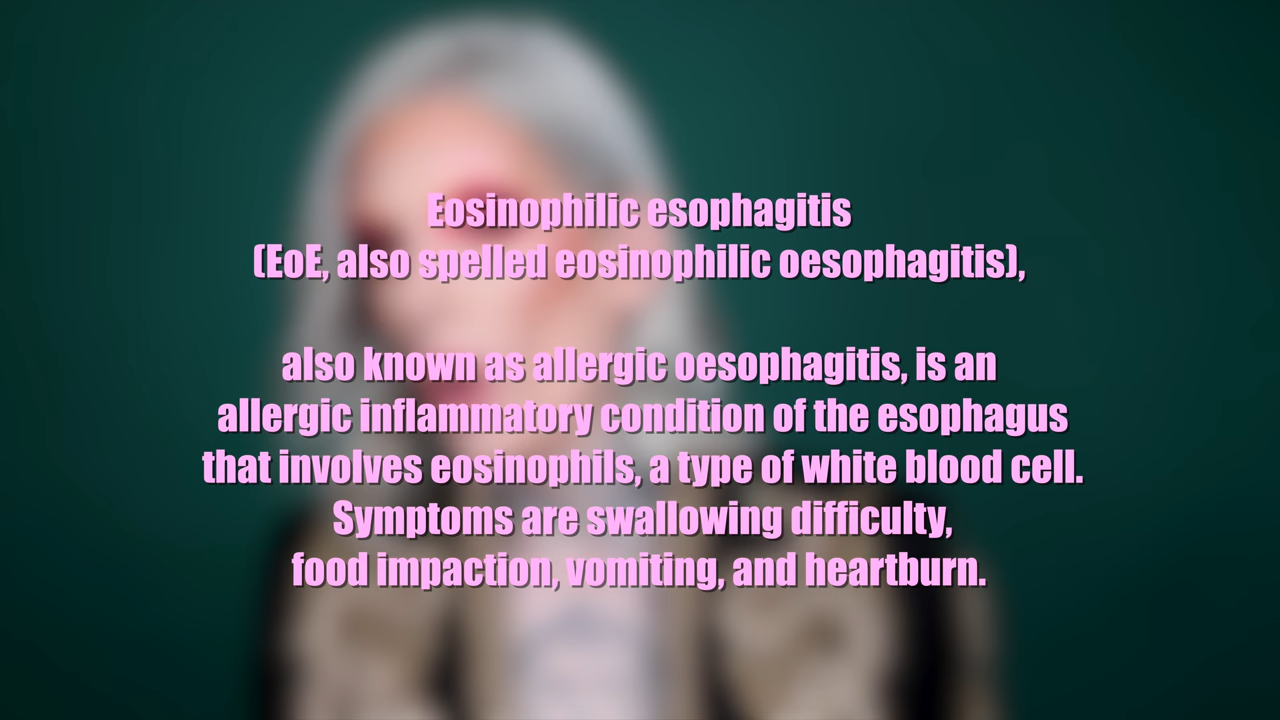 Eosinophilic esophagitis
(EoE, also spelled eosinophilic oesophagitis),
also known as allergic oesophagitis, is an
allergic inflammatory condition of the esophagus
that involves eosinophils, a type of white blood cell.
Symptoms are swallowing difficulty,
food impaction, vomiting, and heartburn.